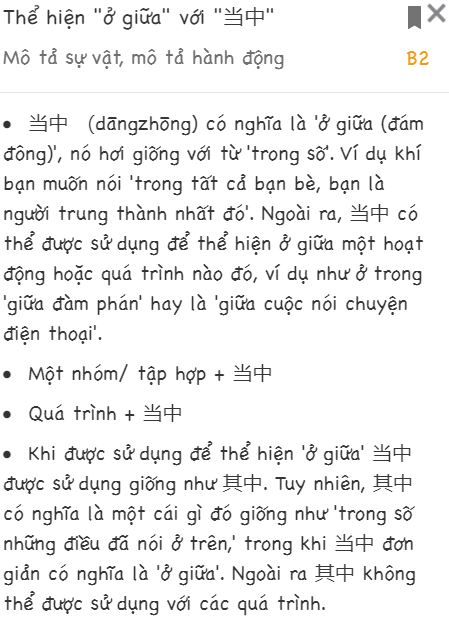 Thể hiện "ở giữa" với "当中"
Mô tả sự vật, mô tả hành động B2
• 当中 (dāngzhōng) có nghĩa là 'ở giữa (đám
đông)', nó hơi giống với từ 'trong số'. Ví dụ khi
bạn muốn nói 'trong tất cả bạn bè, bạn là
người trung thành nhất đó'. Ngoài ra, 当中 có
thể được sử dụng để thể hiện ở giữa một hoạt
động hoặc quá trình nào đó, ví dụ như ở trong
'giữa đàm phán' hay là 'giữa cuộc nói chuyện
điện thoại'.
• Một nhóm/ tập hợp + 当中
• Quá trình + 当中
• Khi được sử dụng để thể hiện 'ở giữa' 当中
được sử dụng giống như 其中. Tuy nhiên, 其中
có nghĩa là một cái gì đó giống như 'trong số
những điều đã nói ở trên,' trong khi 当中 đơn
giản có nghĩa là 'ở giữa'. Ngoài ra 其中 không
thể được sử dụng với các quá trình.